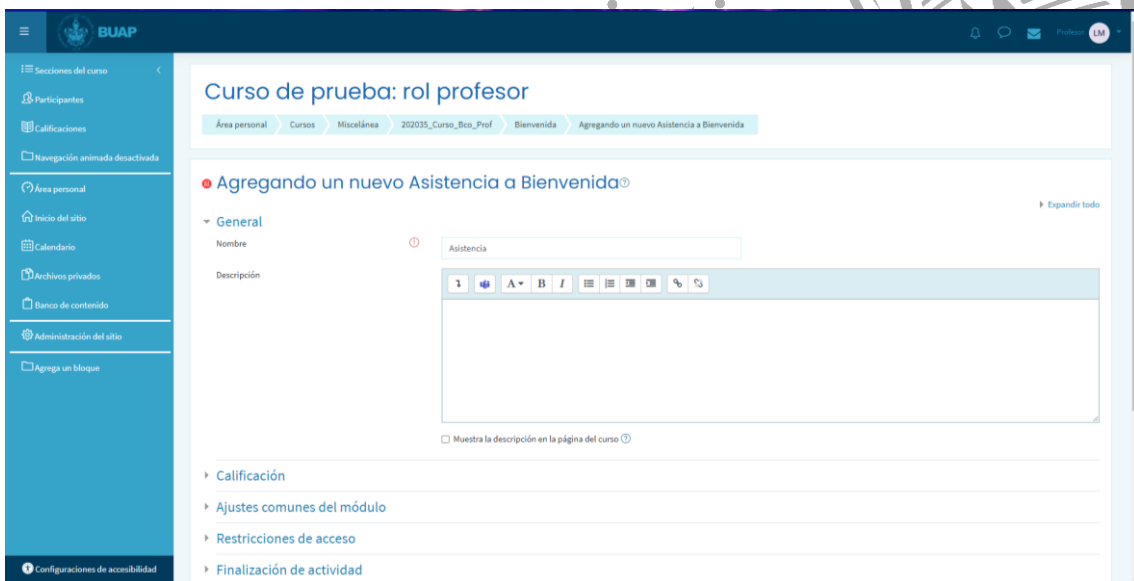 BUAP
Profesor LM
Secciones del curso
Participantes
Calificaciones
Navegación animada desactivada
Área personal
Inicio del sitio
Calendario
Archivos privados
Banco de contenido
Administración del sitio
Agrega un bloque
Configuraciones de accesibilidad
Curso de prueba: rol profesor
Área personal Cursos Miscelánea 202035_Curso_Bco_Prof Bienvenida Agregando un nuevo Asistencia a Bienvenida
Agregando un nuevo Asistencia a Bienvenida
Expandir todo
General
Nombre Asistencia
Descripción
A B I
Muestra la descripción en la página del curso
Calificación
Ajustes comunes del módulo
Restricciones de acceso
Finalización de actividad